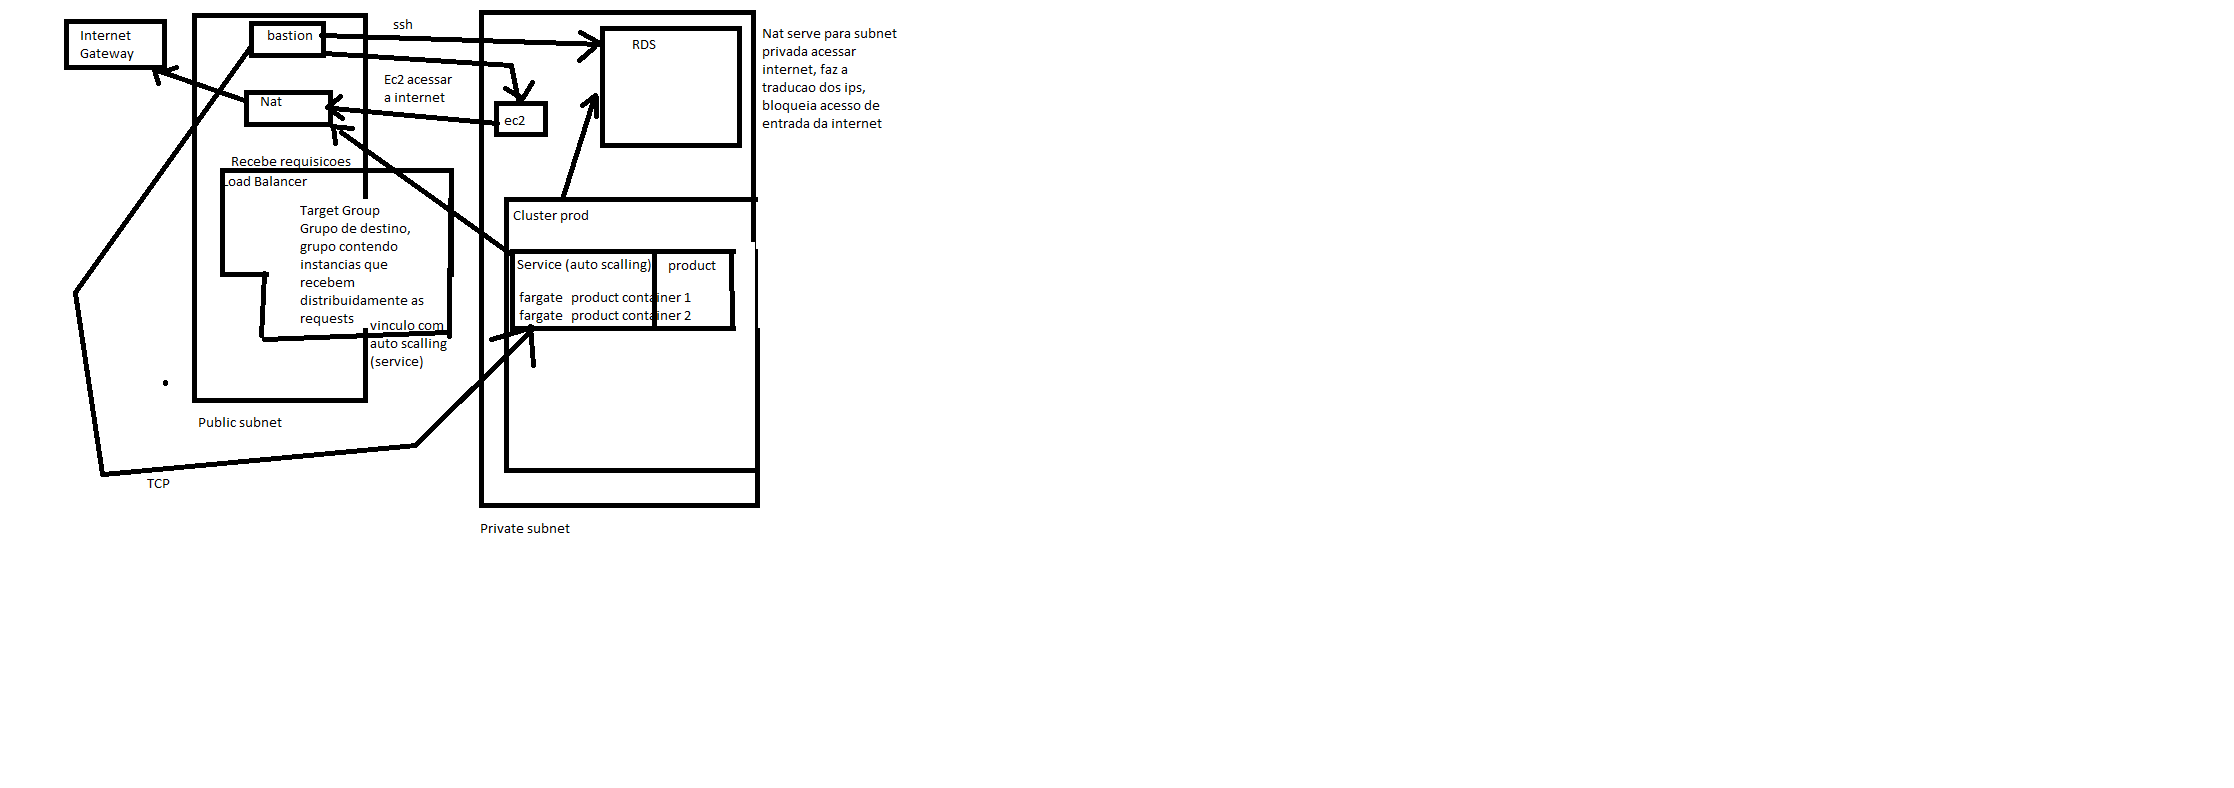 Internet
Gateway
bastion
ssh
RDS
Nat serve para subnet
privada acessar
internet, faz a
traducao dos ips,
bloqueia acesso de
entrada da internet
Ec2 acessar
a internet
Nat
ec2
Recebe requisicoes
Load Balancer
Target Group
Grupo de destino,
grupo contendo
instancias que
recebem
distribuidamente as
requests
vinculo com
auto scalling
(service)
Cluster prod
Service (auto scalling)
product
fargate product container 1
fargate product container 2
Public subnet
TCP
Private subnet